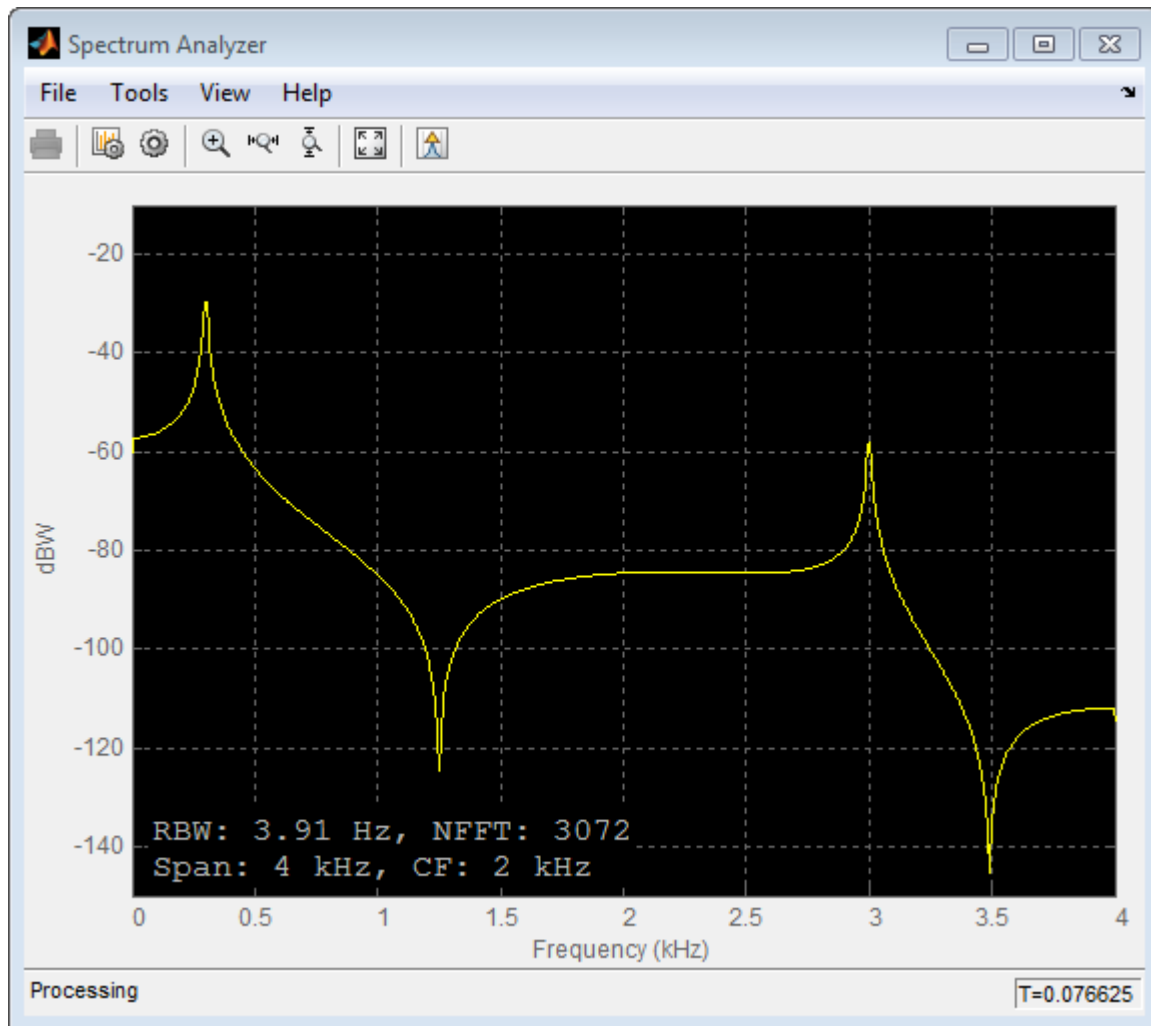 Spectrum Analyzer
File Tools View Help
-20
-40
-60
-80
-100
-120
-140
dBW
RBW: 3.91 Hz, NFFT: 3072
Span: 4 kHz, CF: 2 kHz
0 0.5 1 1.5 2 2.5 3 3.5 4
Frequency (kHz)
Processing T=0.076625